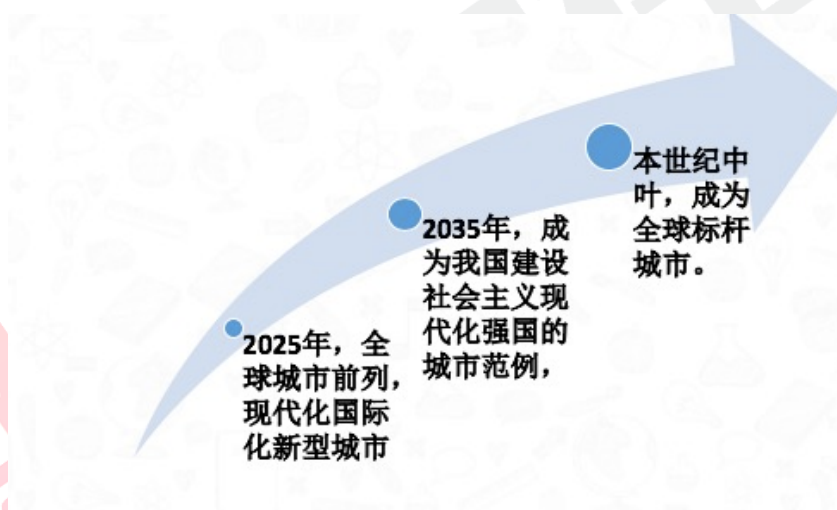 2025年，全
球城市前列，
现代化国际
化新型城市
2035年，成
为我国建设
社会主义现
代化强国的
城市范例，
本世纪中
叶，成为
全球标杆
城市。